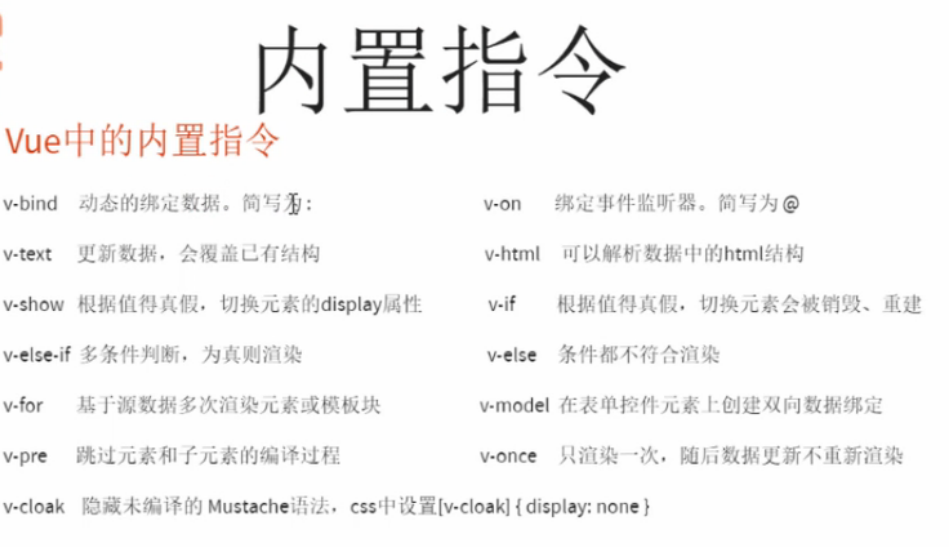 内置指令
Vue中的内置指令
v-bind 动态的绑定数据。简写为 : v-on 绑定事件监听器。简写为 @
v-text 更新数据，会覆盖已有结构 v-html 可以解析数据中的html结构
v-show 根据值得真假，切换元素的display属性 v-if 根据值得真假，切换元素会被销毁、重建
v-else-if 多条件判断，为真则渲染 v-else 条件都不符合渲染
v-for 基于源数据多次渲染元素或模板块 v-model 在表单控件元素上创建双向数据绑定
v-pre 跳过元素和子元素的编译过程 v-once 只渲染一次，随后数据更新不重新渲染
v-cloak 隐藏未编译的 Mustache语法，css中设置[v-cloak] { display: none }